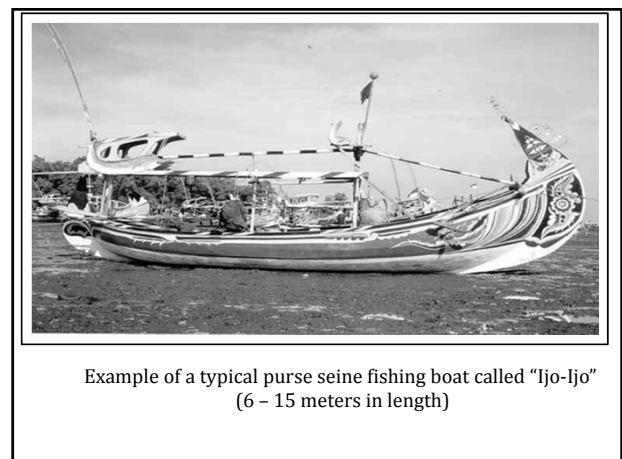 Example of a typical purse seine fishing boat called “Ijo-Ijo”
(6 – 15 meters in length)